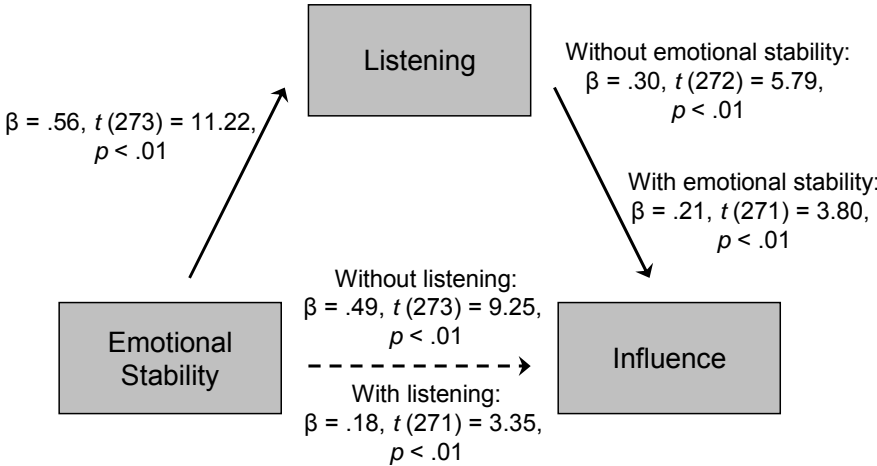 Listening
Without emotional stability:
β = .30, t (272) = 5.79,
p < .01
β = .56, t (273) = 11.22,
p < .01
With emotional stability:
β = .21, t (271) = 3.80,
p < .01
Without listening:
β = .49, t (273) = 9.25,
p < .01
Emotional
Stability
Influence
With listening:
β = .18, t (271) = 3.35,
p < .01